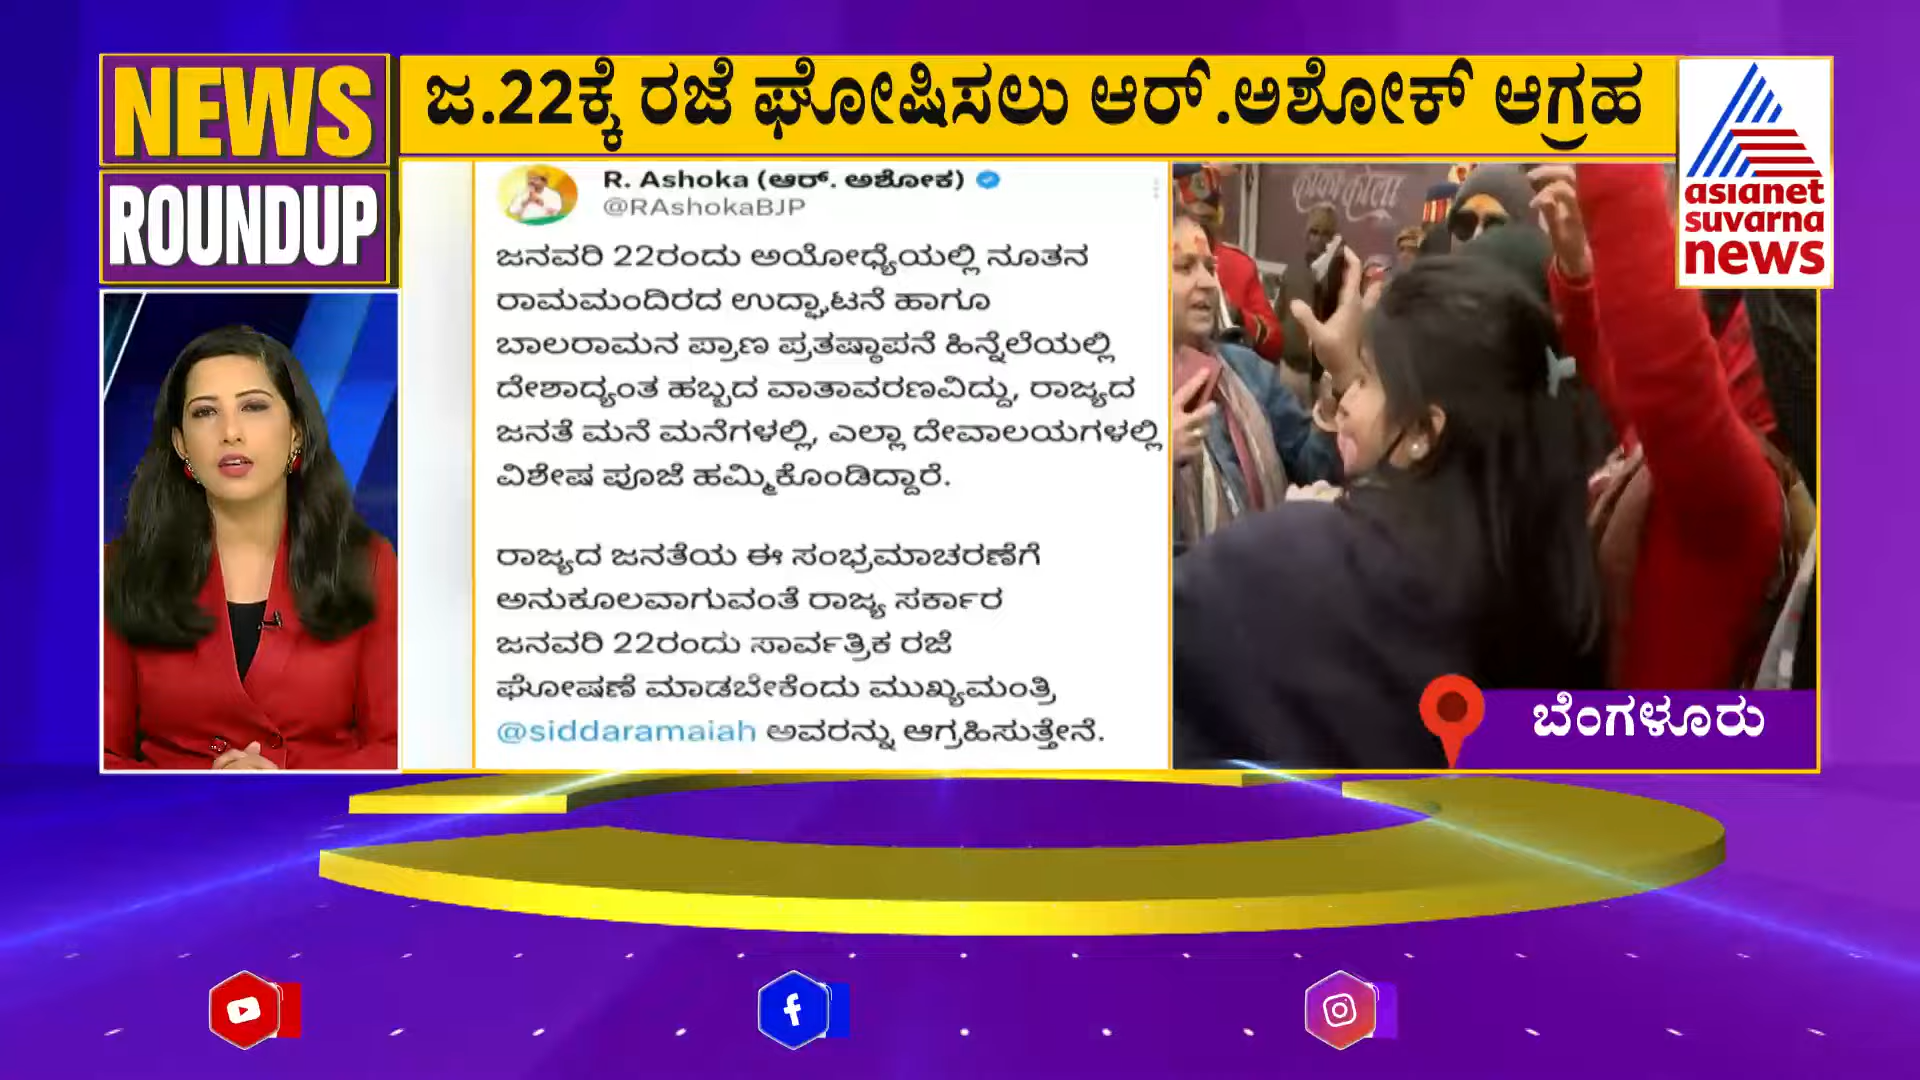 NEWS
ROUNDUP
ಜ.22ಕ್ಕೆ ರಜೆ ಘೋಷಿಸಲು ಆರ್.ಅಶೋಕ್ ಆಗ್ರಹ
asianet
suvarna
news
R. Ashoka (ಆರ್. ಅಶೋಕ)
@RAshokaBJP
ಜನವರಿ 22ರಂದು ಅಯೋಧ್ಯೆಯಲ್ಲಿ ನೂತನ
ರಾಮಮಂದಿರದ ಉದ್ಘಾಟನೆ ಹಾಗೂ
ಬಾಲರಾಮನ ಪ್ರಾಣ ಪ್ರತಷ್ಠಾಪನೆ ಹಿನ್ನೆಲೆಯಲ್ಲಿ
ದೇಶಾದ್ಯಂತ ಹಬ್ಬದ ವಾತಾವರಣವಿದ್ದು, ರಾಜ್ಯದ
ಜನತೆ ಮನೆ ಮನೆಗಳಲ್ಲಿ, ಎಲ್ಲಾ ದೇವಾಲಯಗಳಲ್ಲಿ
ವಿಶೇಷ ಪೂಜೆ ಹಮ್ಮಿಕೊಂಡಿದ್ದಾರೆ.
ರಾಜ್ಯದ ಜನತೆಯ ಈ ಸಂಭ್ರಮಾಚರಣೆಗೆ
ಅನುಕೂಲವಾಗುವಂತೆ ರಾಜ್ಯ ಸರ್ಕಾರ
ಜನವರಿ 22ರಂದು ಸಾರ್ವತ್ರಿಕ ರಜೆ
ಘೋಷಣೆ ಮಾಡಬೇಕೆಂದು ಮುಖ್ಯಮಂತ್ರಿ
@siddaramaiah ಅವರನ್ನು ಆಗ್ರಹಿಸುತ್ತೇನೆ.
कोका कोला
ಬೆಂಗಳೂರು